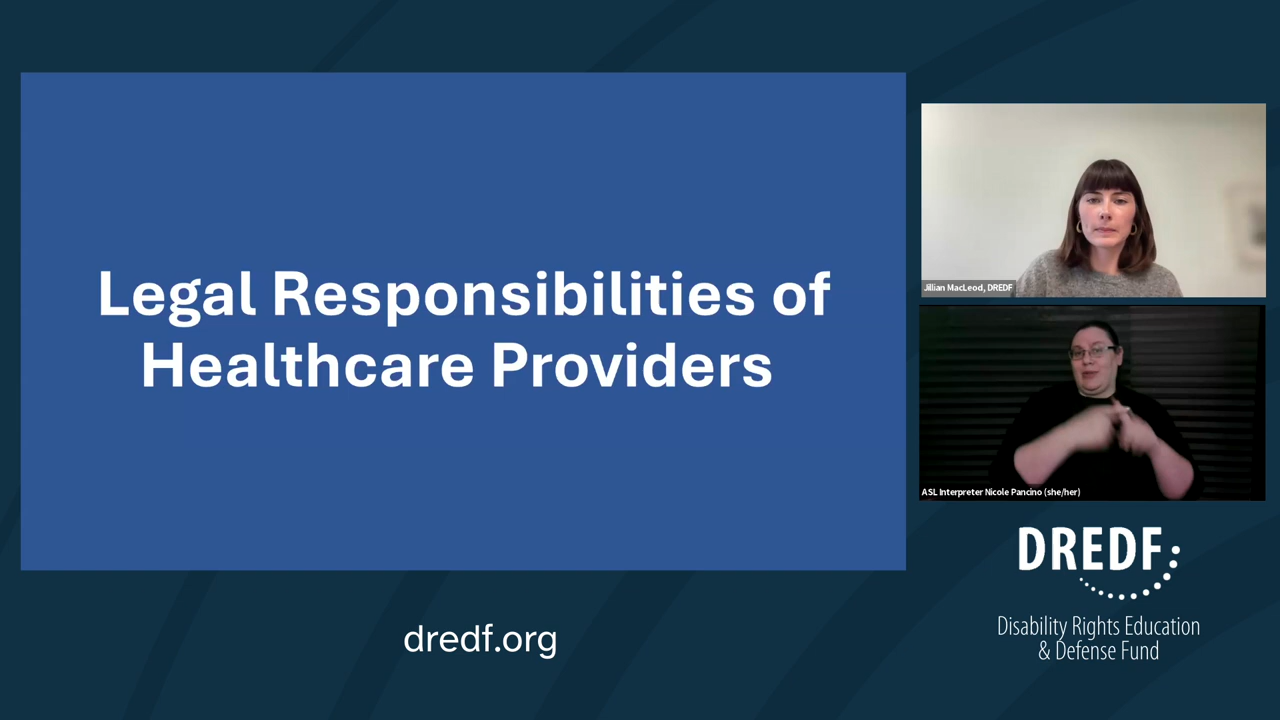 Legal Responsibilities of
Healthcare Providers
Jillian MacLeod, DREDF
ASL Interpreter Nicole Pancino (she/her)
DREDF
Disability Rights Education
& Defense Fund
dredf.org